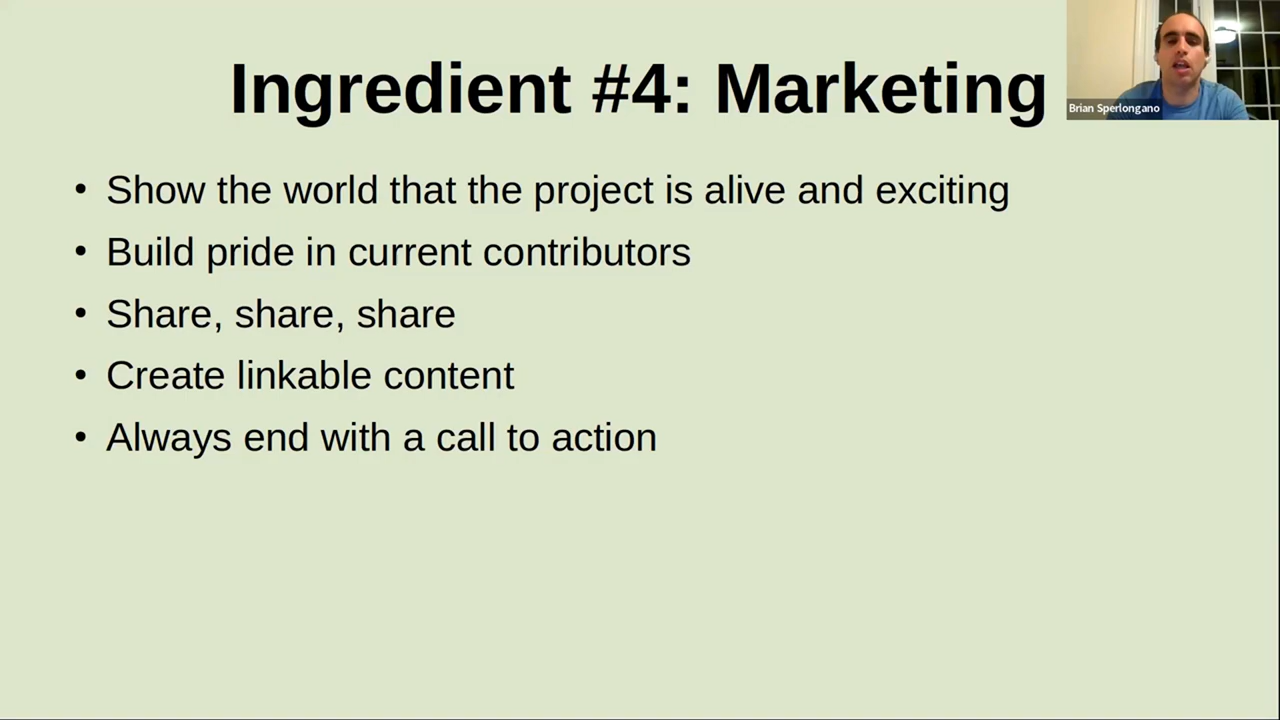 Ingredient #4: Marketing
Brian Sperlongano
• Show the world that the project is alive and exciting
• Build pride in current contributors
• Share, share, share
• Create linkable content
• Always end with a call to action